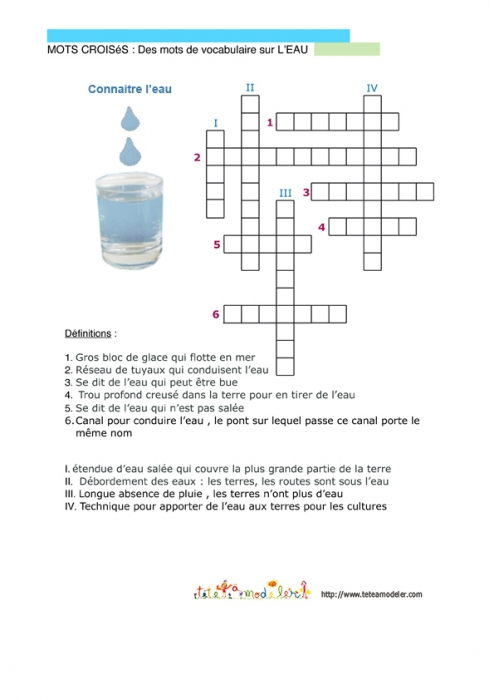 MOTS CROISéS : Des mots de vocabulaire sur L'EAU
Connaitre l'eau
II
IV
I
1
2
III
3
4
5
6
Définitions :
1. Gros bloc de glace qui flotte en mer
2. Réseau de tuyaux qui conduisent l'eau
3. Se dit de l'eau qui peut être bue
4. Trou profond creusé dans la terre pour en tirer de l'eau
5. Se dit de l'eau qui n'est pas salée
6. Canal pour conduire l'eau , le pont sur lequel passe ce canal porte le
même nom
I. étendue d'eau salée qui couvre la plus grande partie de la terre
II. Débordement des eaux : les terres, les routes sont sous l'eau
III. Longue absence de pluie , les terres n'ont plus d'eau
IV. Technique pour apporter de l'eau aux terres pour les cultures
tête à modeler http://www.teteamodeler.com